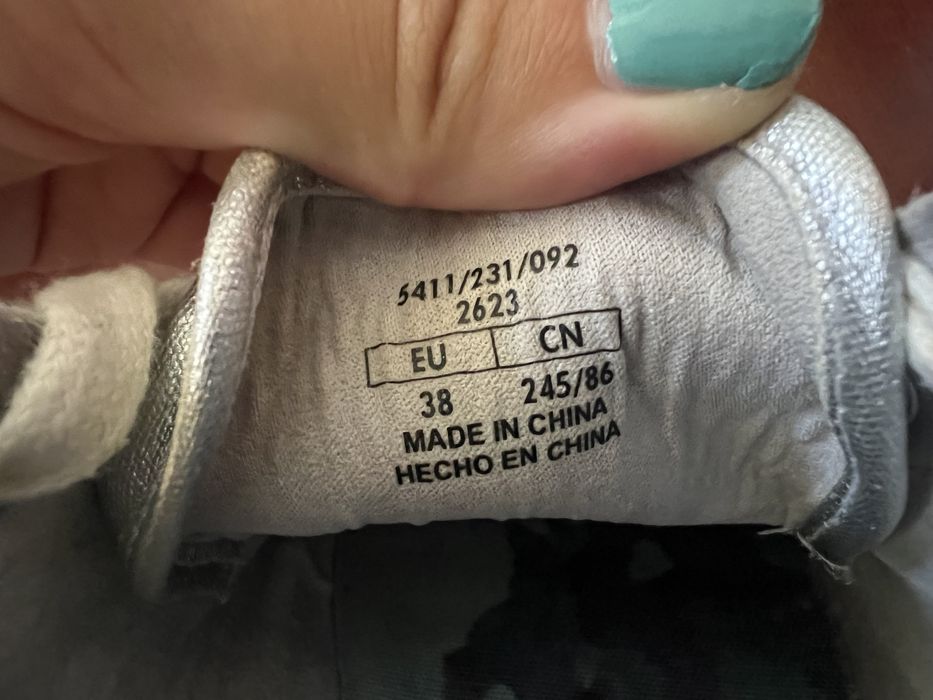 5411/231/092
2623
EU CN
38 245/86
MADE IN CHINA
HECHO EN CHINA